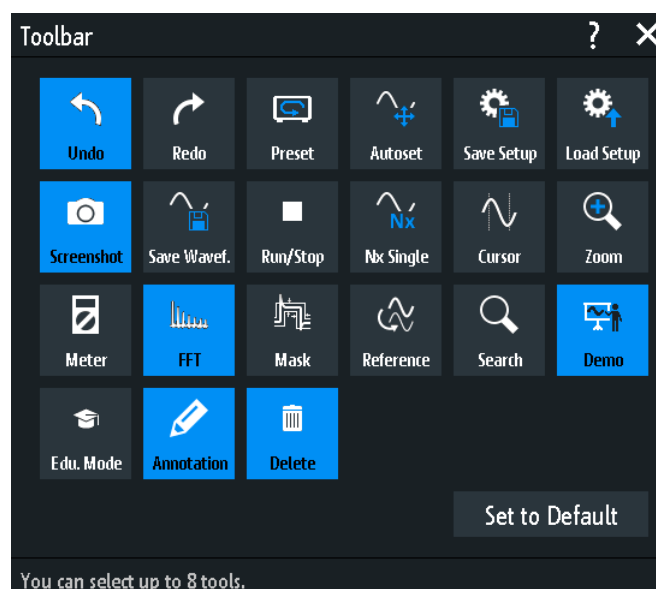 Toolbar ?
Undo Redo Preset Autoset Save Setup Load Setup
Nx
Screenshot Save Wavef. Run/Stop Nx Single Cursor Zoom
Meter FFT Mask Reference Search Demo
Edu. Mode Annotation Delete
Set to Default
You can select up to 8 tools.